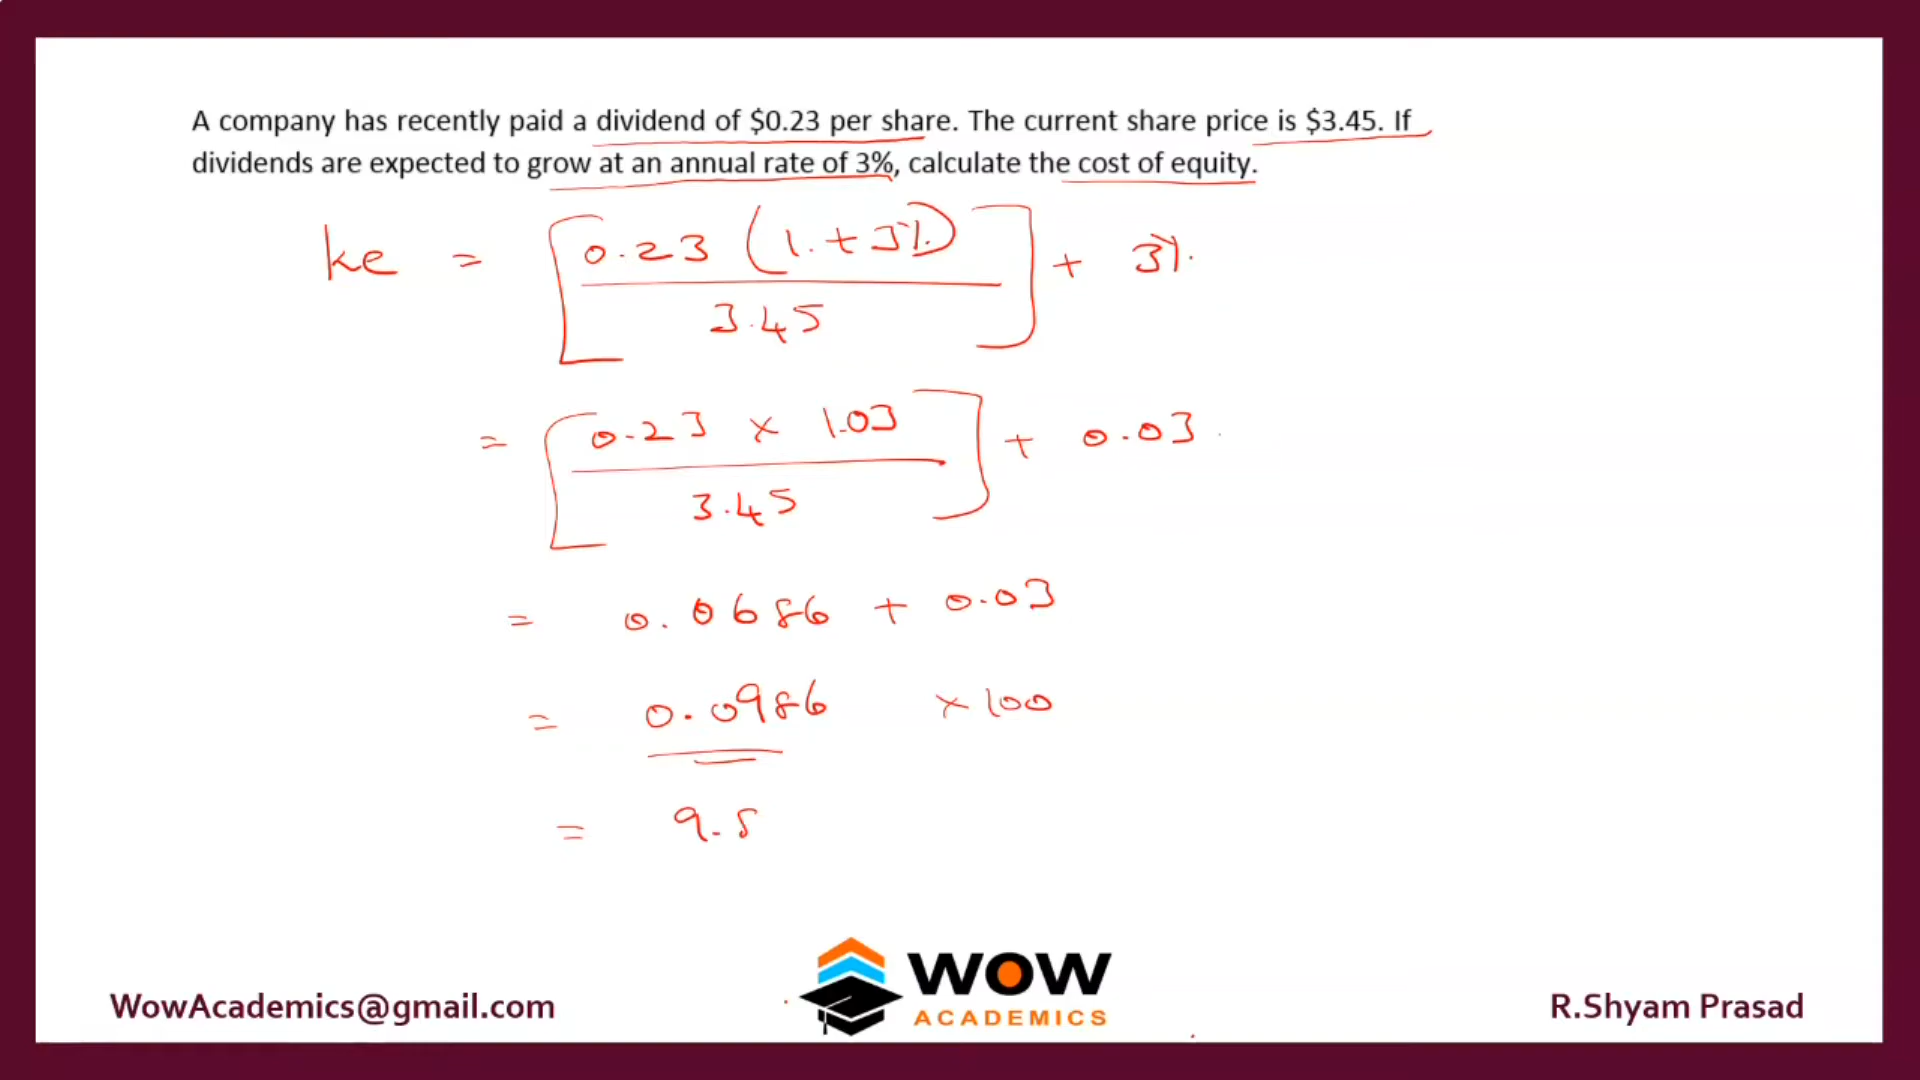 A company has recently paid a dividend of $0.23 per share. The current share price is $3.45. If
dividends are expected to grow at an annual rate of 3%, calculate the cost of equity.
ke = [ 0.23 (1.+3%) / 3.45 ] + 3%.
= [ 0.23 × 1.03 / 3.45 ] + 0.03
= 0.0686 + 0.03
= 0.0986 ×100
= 9.
WOW
ACADEMICS
WowAcademics@gmail.com
R.Shyam Prasad